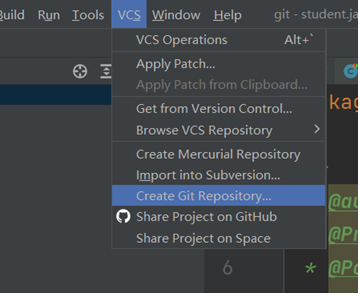 Build Run Tools VCS Window Help git - student.ja
VCS Operations Alt+`
Apply Patch...
Apply Patch from Clipboard...
Get from Version Control...
Browse VCS Repository
Create Mercurial Repository
Import into Subversion...
Create Git Repository...
@au
Share Project on GitHub
@Pr
Share Project on Space
6 * @Pa